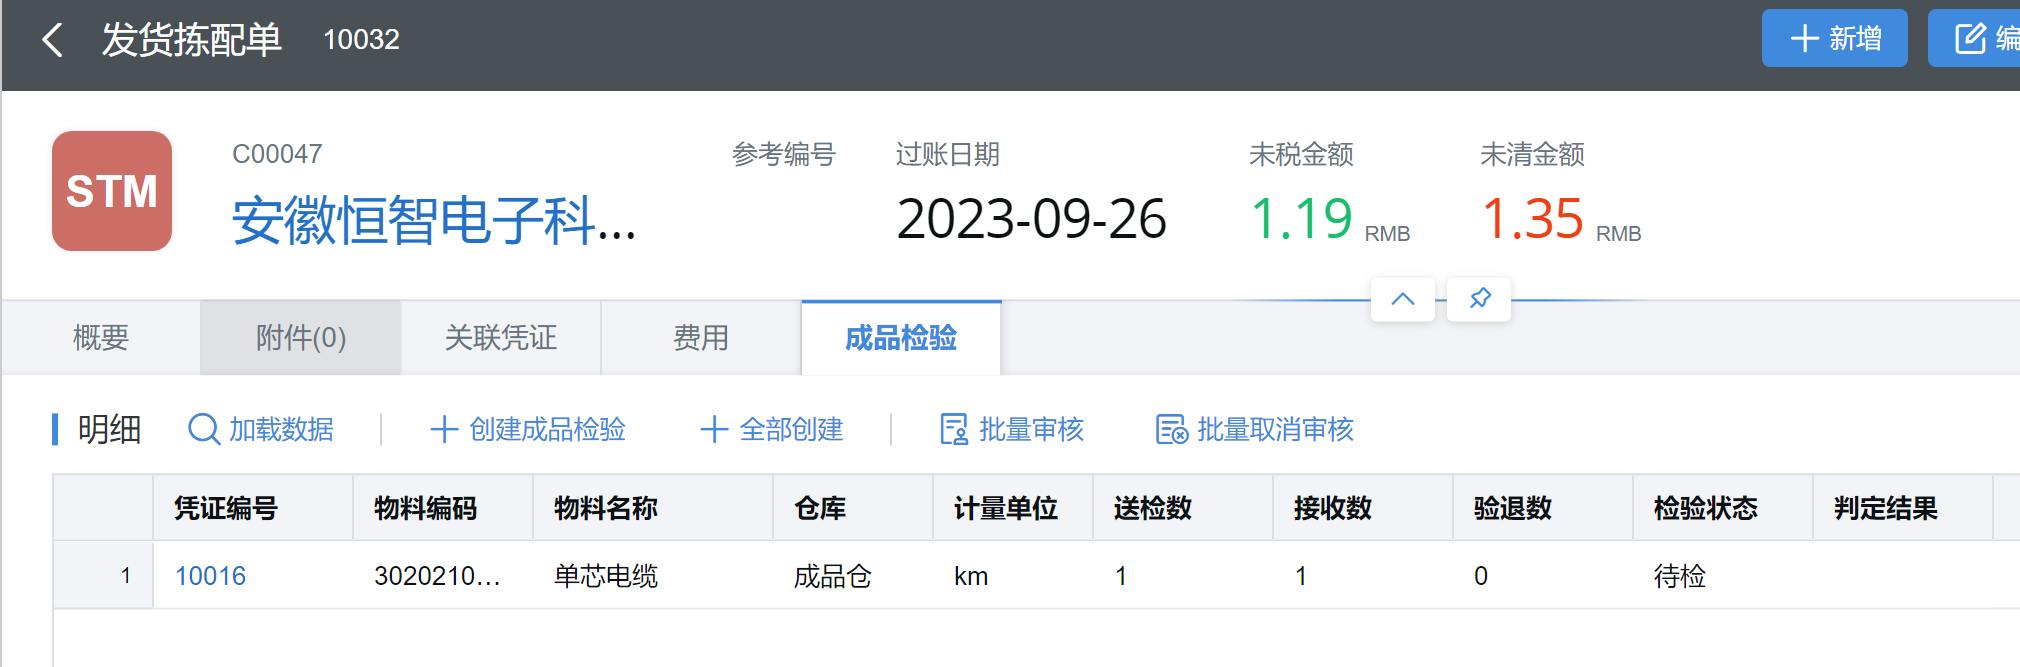 发货拣配单 10032 新增 编
STM
C00047 参考编号 过账日期 未税金额 未清金额
安徽恒智电子科... 2023-09-26 1.19 RMB 1.35 RMB
概要 附件(0) 关联凭证 费用 成品检验
明细 加载数据 创建成品检验 全部创建 批量审核 批量取消审核
凭证编号 物料编码 物料名称 仓库 计量单位 送检数 接收数 验退数 检验状态 判定结果
1 10016 3020210... 单芯电缆 成品仓 km 1 1 0 待检